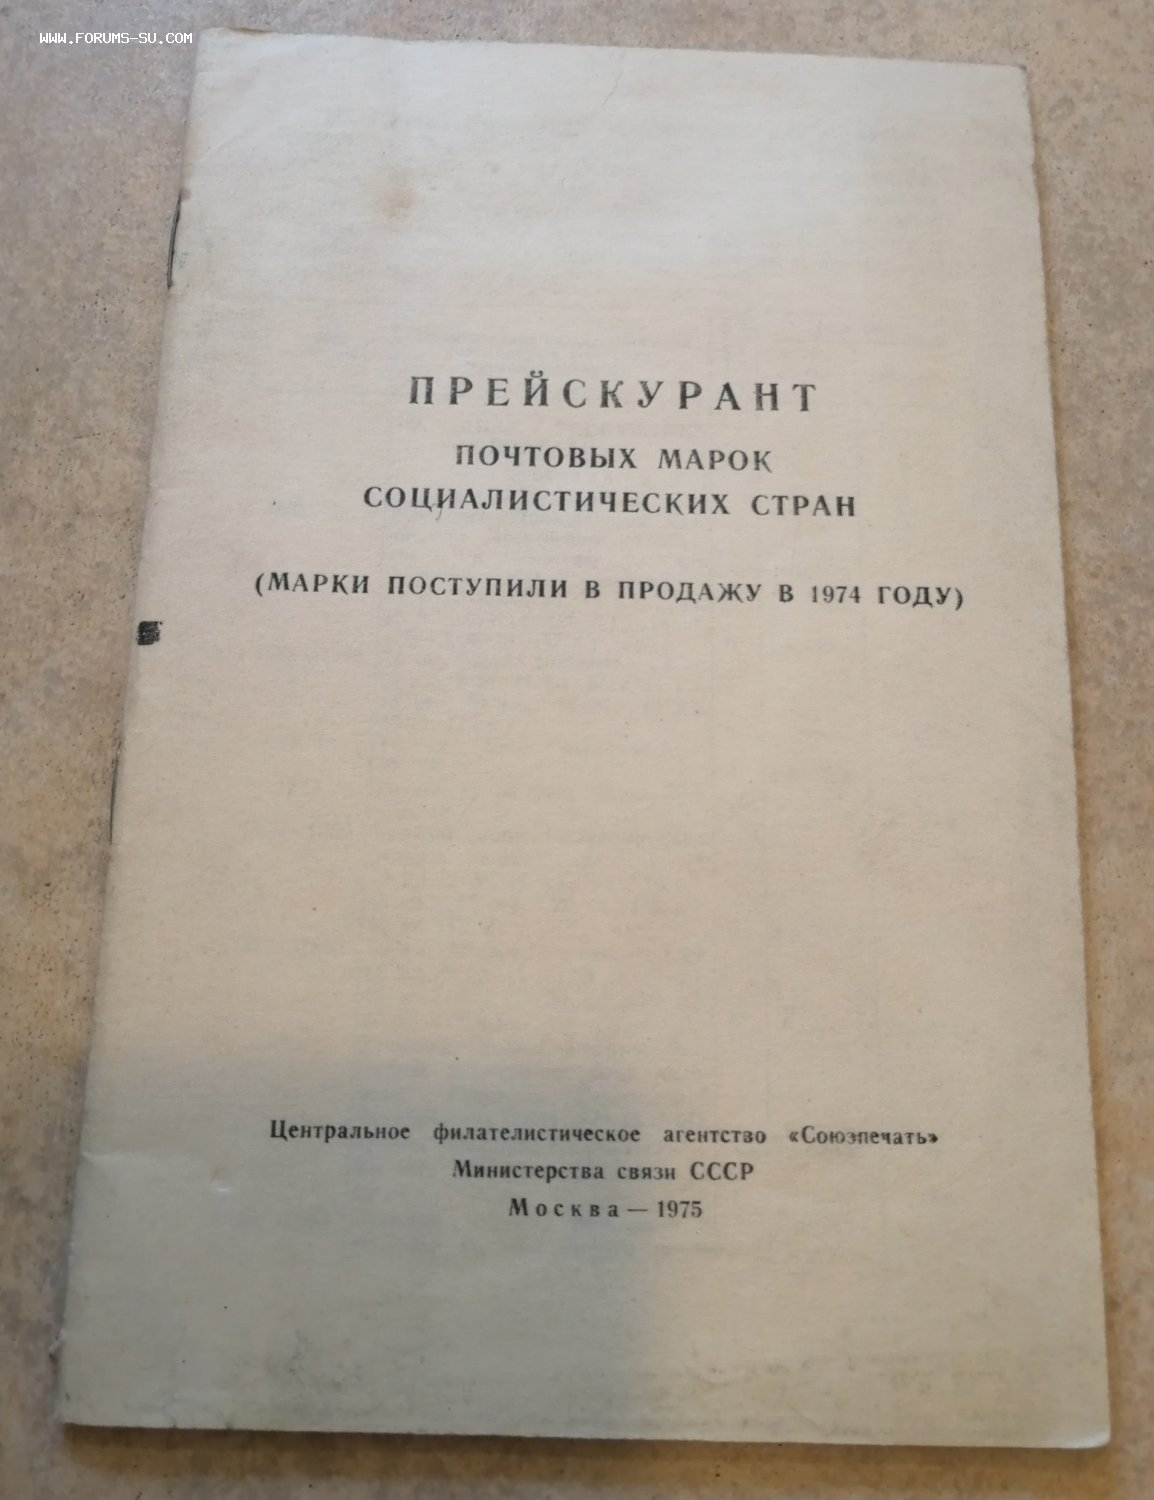 WWW.FORUMS-SU.COM
ПРЕЙСКУРАНТ
ПОЧТОВЫХ МАРОК
СОЦИАЛИСТИЧЕСКИХ СТРАН
(МАРКИ ПОСТУПИЛИ В ПРОДАЖУ В 1974 ГОДУ)
Центральное филателистическое агентство «Союзпечать»
Министерства связи СССР
Москва — 1975